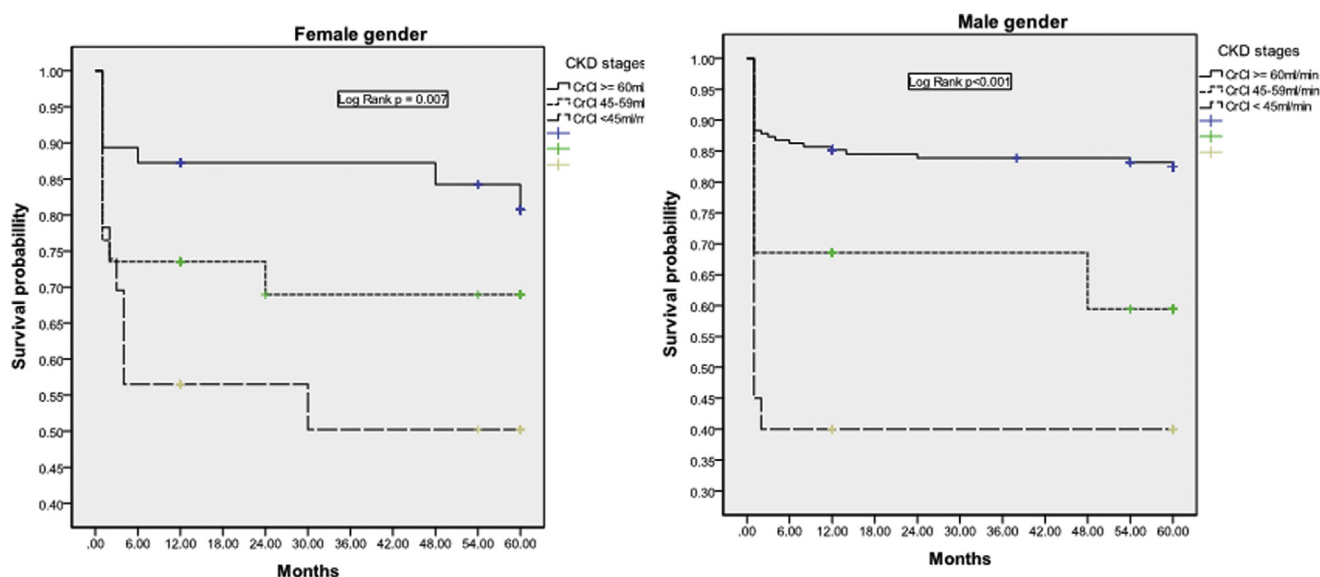 Female gender
CKD stages
CrCl >= 60ml
CrCl 45-59ml
CrCl <45ml/m
Log Rank p = 0.007
Survival probabillity
1.00
0.95
0.90
0.85
0.80
0.75
0.70
0.65
0.60
0.55
0.50
0.45
0.40
.00 6.00 12.00 18.00 24.00 30.00 36.00 42.00 48.00 54.00 60.00
Months
Male gender
CKD stages
CrCl >= 60ml/min
CrCl 45-59ml/min
CrCl < 45ml/min
Log Rank p<0.001
Survival probabillity
1.00
0.95
0.90
0.85
0.80
0.75
0.70
0.65
0.60
0.55
0.50
0.45
0.40
0.35
0.30
.00 6.00 12.00 18.00 24.00 30.00 36.00 42.00 48.00 54.00 60.00
Months